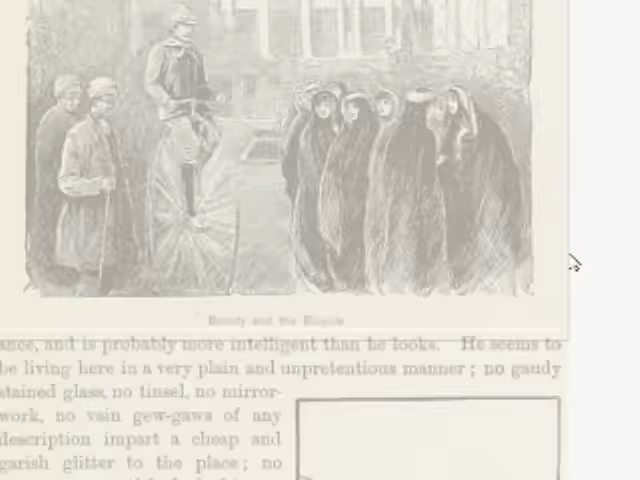 Beauty and the Bicycle
ance, and is probably more intelligent than he looks. He seems to
be living here in a very plain and unpretentious manner ; no gaudy
stained glass, no tinsel, no mirror-
work, no vain gew-gaws of any
description impart a cheap and
garish glitter to the place ; no